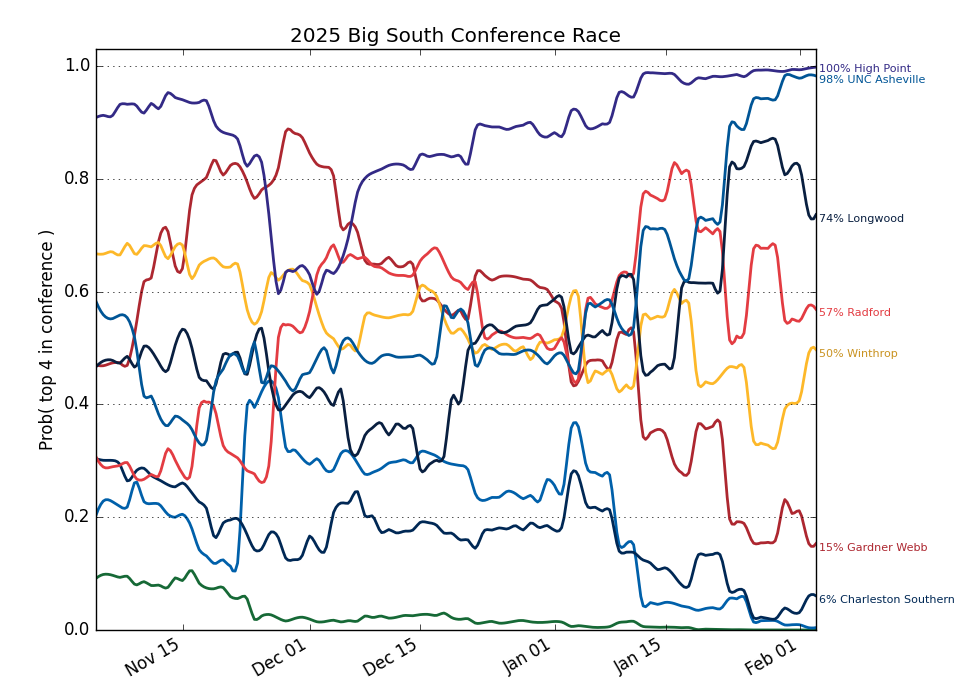 2025 Big South Conference Race
Prob( top 4 in conference )
1.0
0.8
0.6
0.4
0.2
0.0
Nov 15
Dec 01
Dec 15
Jan 01
Jan 15
Feb 01
100% High Point
98% UNC Asheville
74% Longwood
57% Radford
50% Winthrop
15% Gardner Webb
6% Charleston Southern